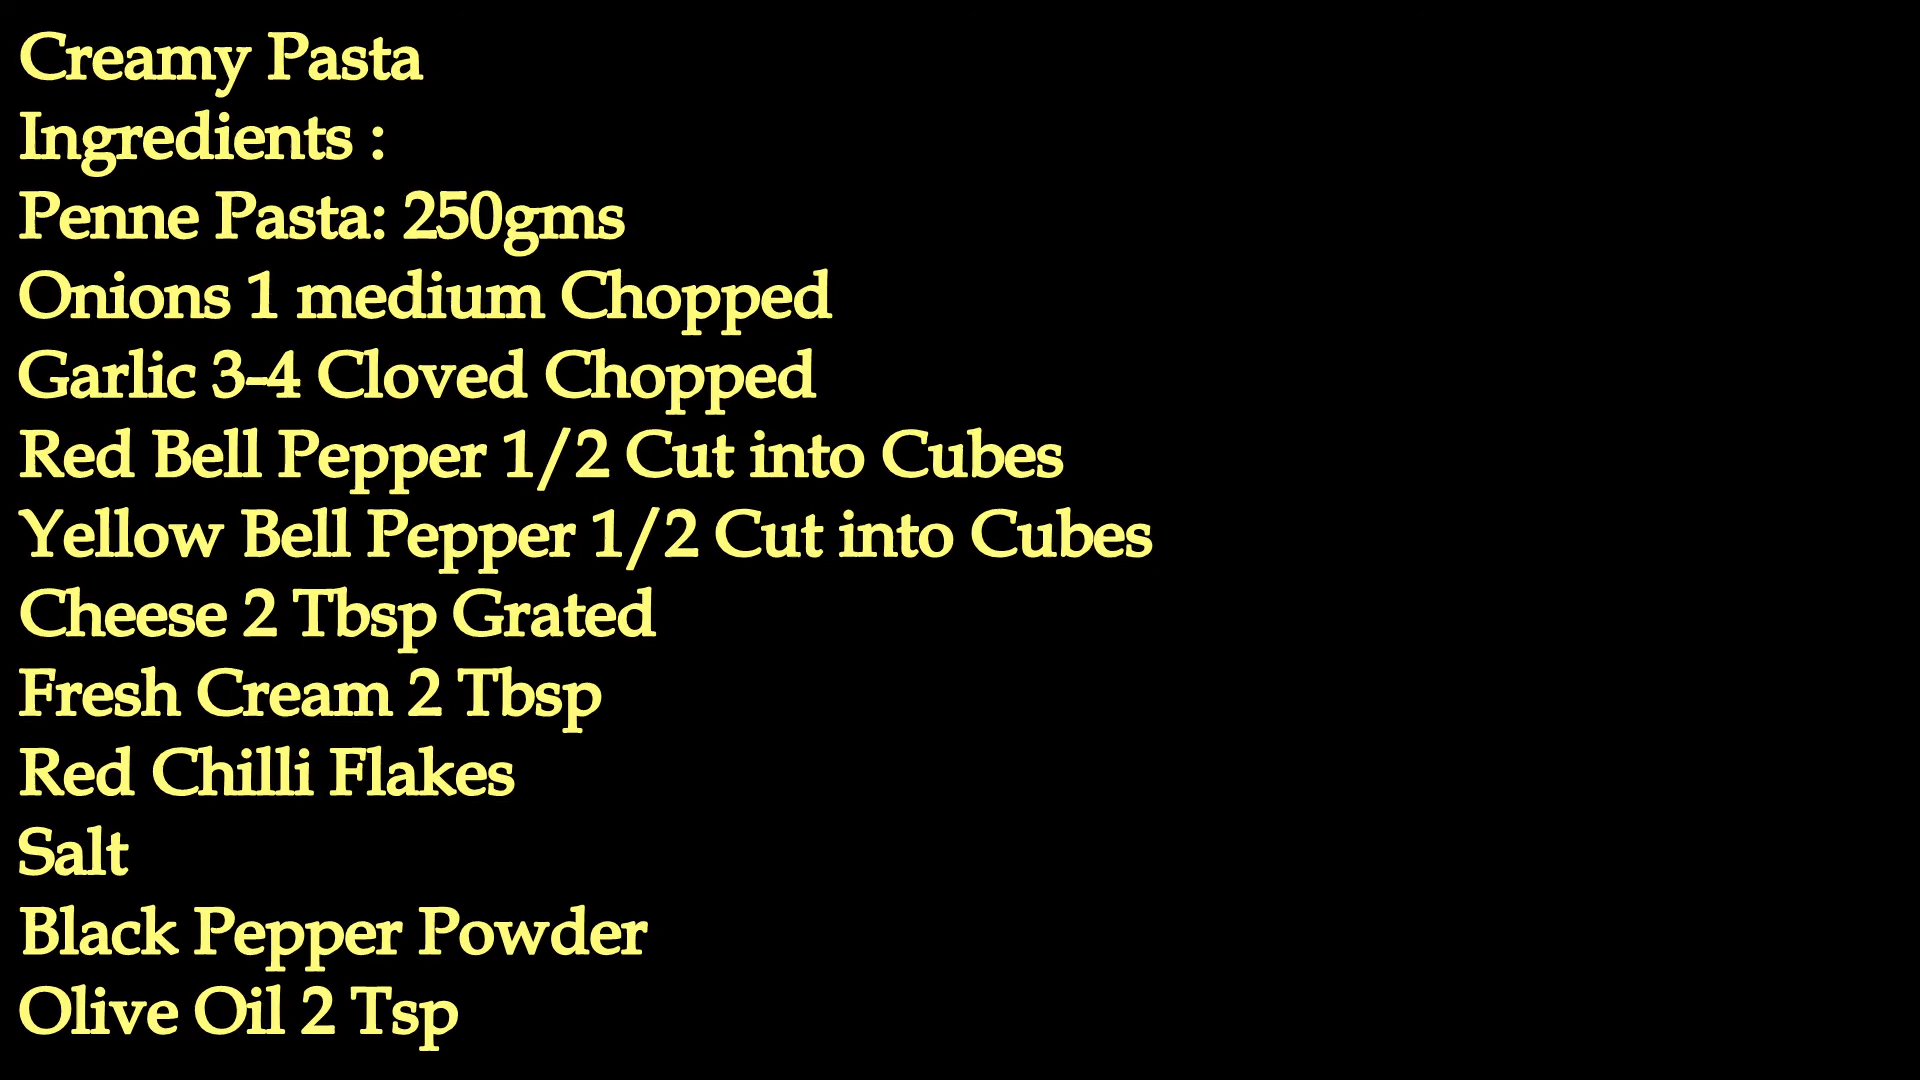 Creamy Pasta
Ingredients :
Penne Pasta: 250gms
Onions 1 medium Chopped
Garlic 3-4 Cloved Chopped
Red Bell Pepper 1/2 Cut into Cubes
Yellow Bell Pepper 1/2 Cut into Cubes
Cheese 2 Tbsp Grated
Fresh Cream 2 Tbsp
Red Chilli Flakes
Salt
Black Pepper Powder
Olive Oil 2 Tsp